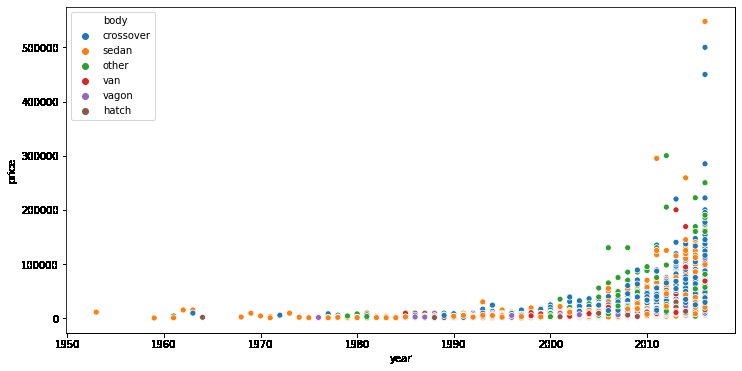 body
crossover
sedan
other
van
vagon
hatch
500000
400000
300000
200000
100000
0
price
1950 1960 1970 1980 1990 2000 2010
year